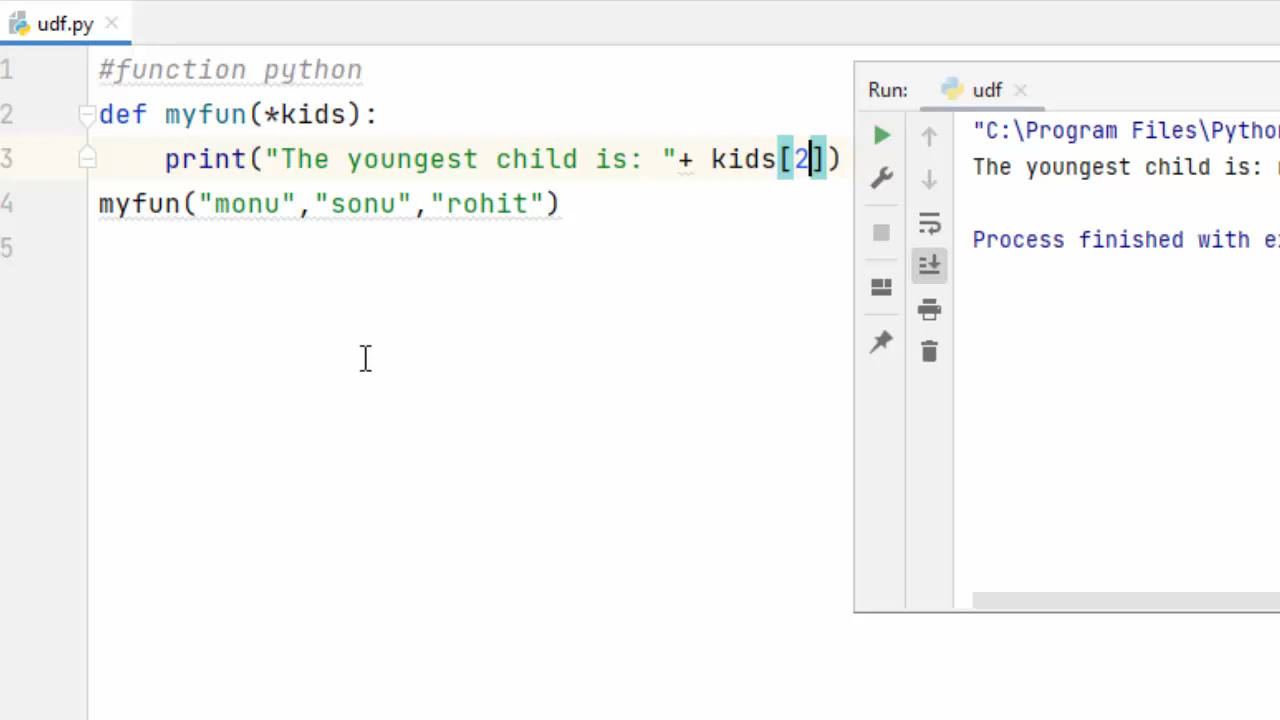 udf.py
1 #function python
2 def myfun(*kids):
3 print("The youngest child is: "+ kids[2])
4 myfun("monu","sonu","rohit")
5
Run: udf
"C:\Program Files\Pytho
The youngest child is:
Process finished with